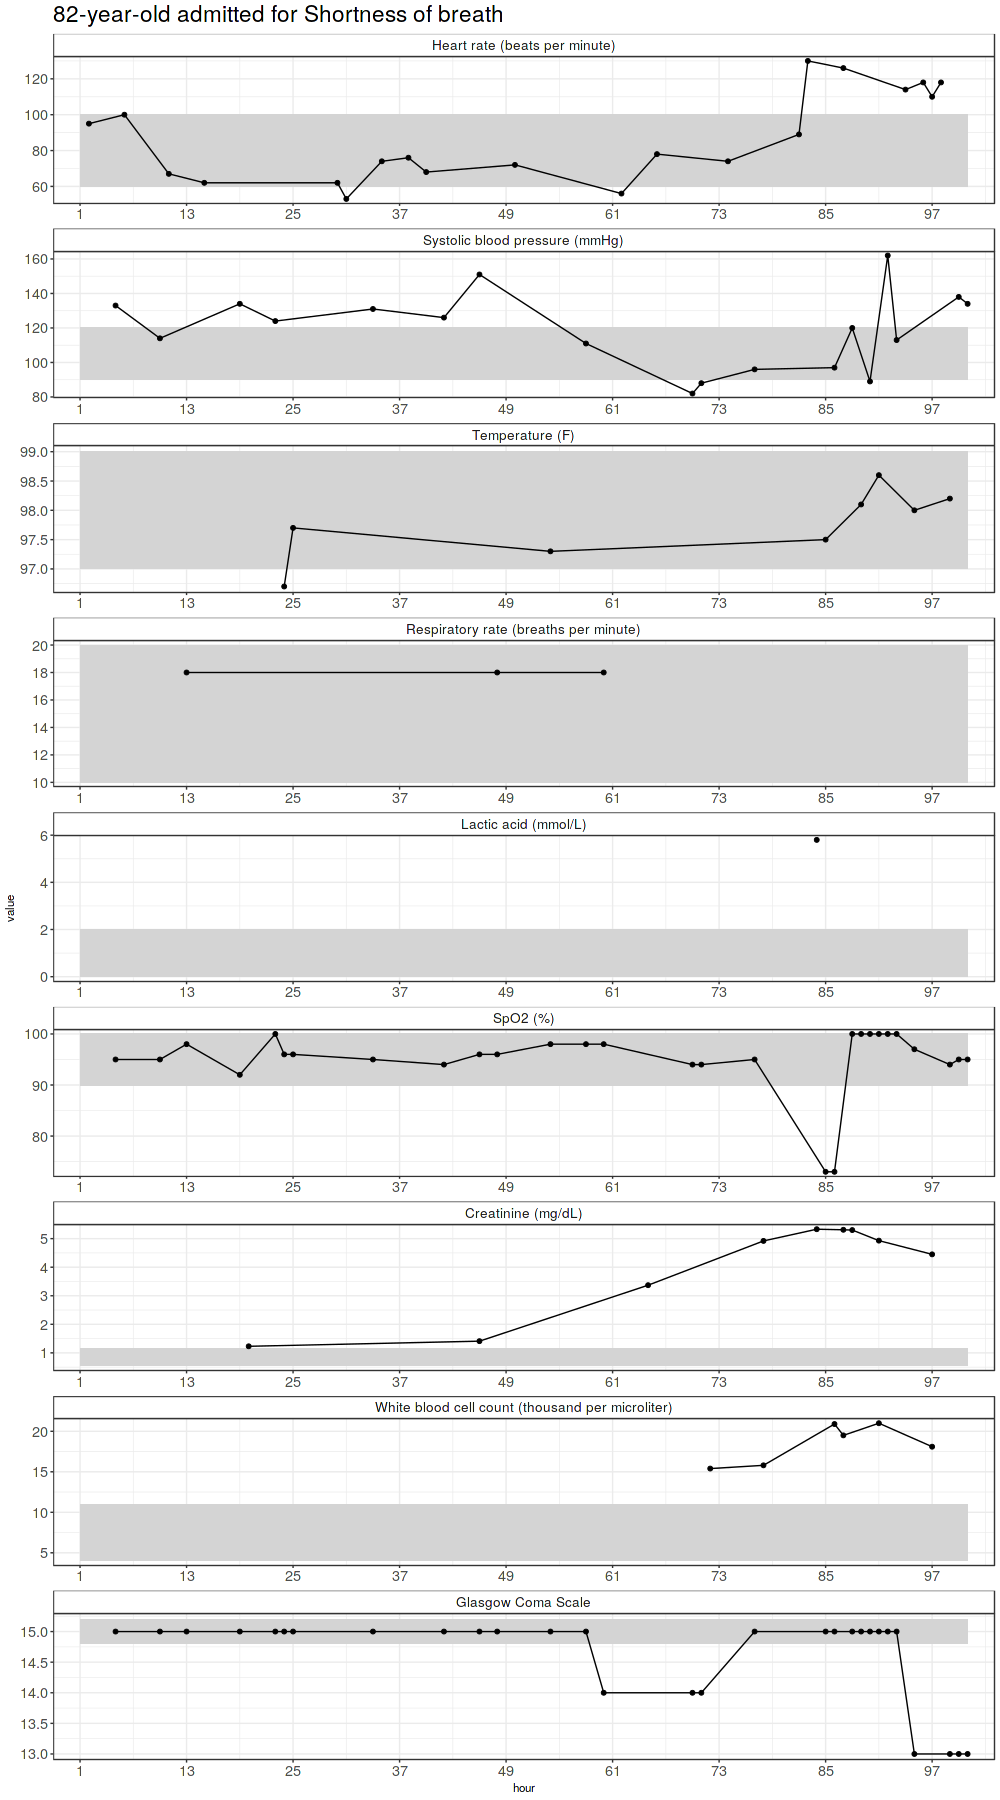 82-year-old admitted for Shortness of breath
Heart rate (beats per minute)
120
100
80
60
1 13 25 37 49 61 73 85 97
Systolic blood pressure (mmHg)
160
140
120
100
80
1 13 25 37 49 61 73 85 97
Temperature (F)
99.0
98.5
98.0
97.5
97.0
1 13 25 37 49 61 73 85 97
Respiratory rate (breaths per minute)
20
18
16
14
12
10
1 13 25 37 49 61 73 85 97
Lactic acid (mmol/L)
6
4
2
0
1 13 25 37 49 61 73 85 97
value
SpO2 (%)
100
90
80
1 13 25 37 49 61 73 85 97
Creatinine (mg/dL)
5
4
3
2
1
1 13 25 37 49 61 73 85 97
White blood cell count (thousand per microliter)
20
15
10
5
1 13 25 37 49 61 73 85 97
Glasgow Coma Scale
15.0
14.5
14.0
13.5
13.0
1 13 25 37 49 61 73 85 97
hour